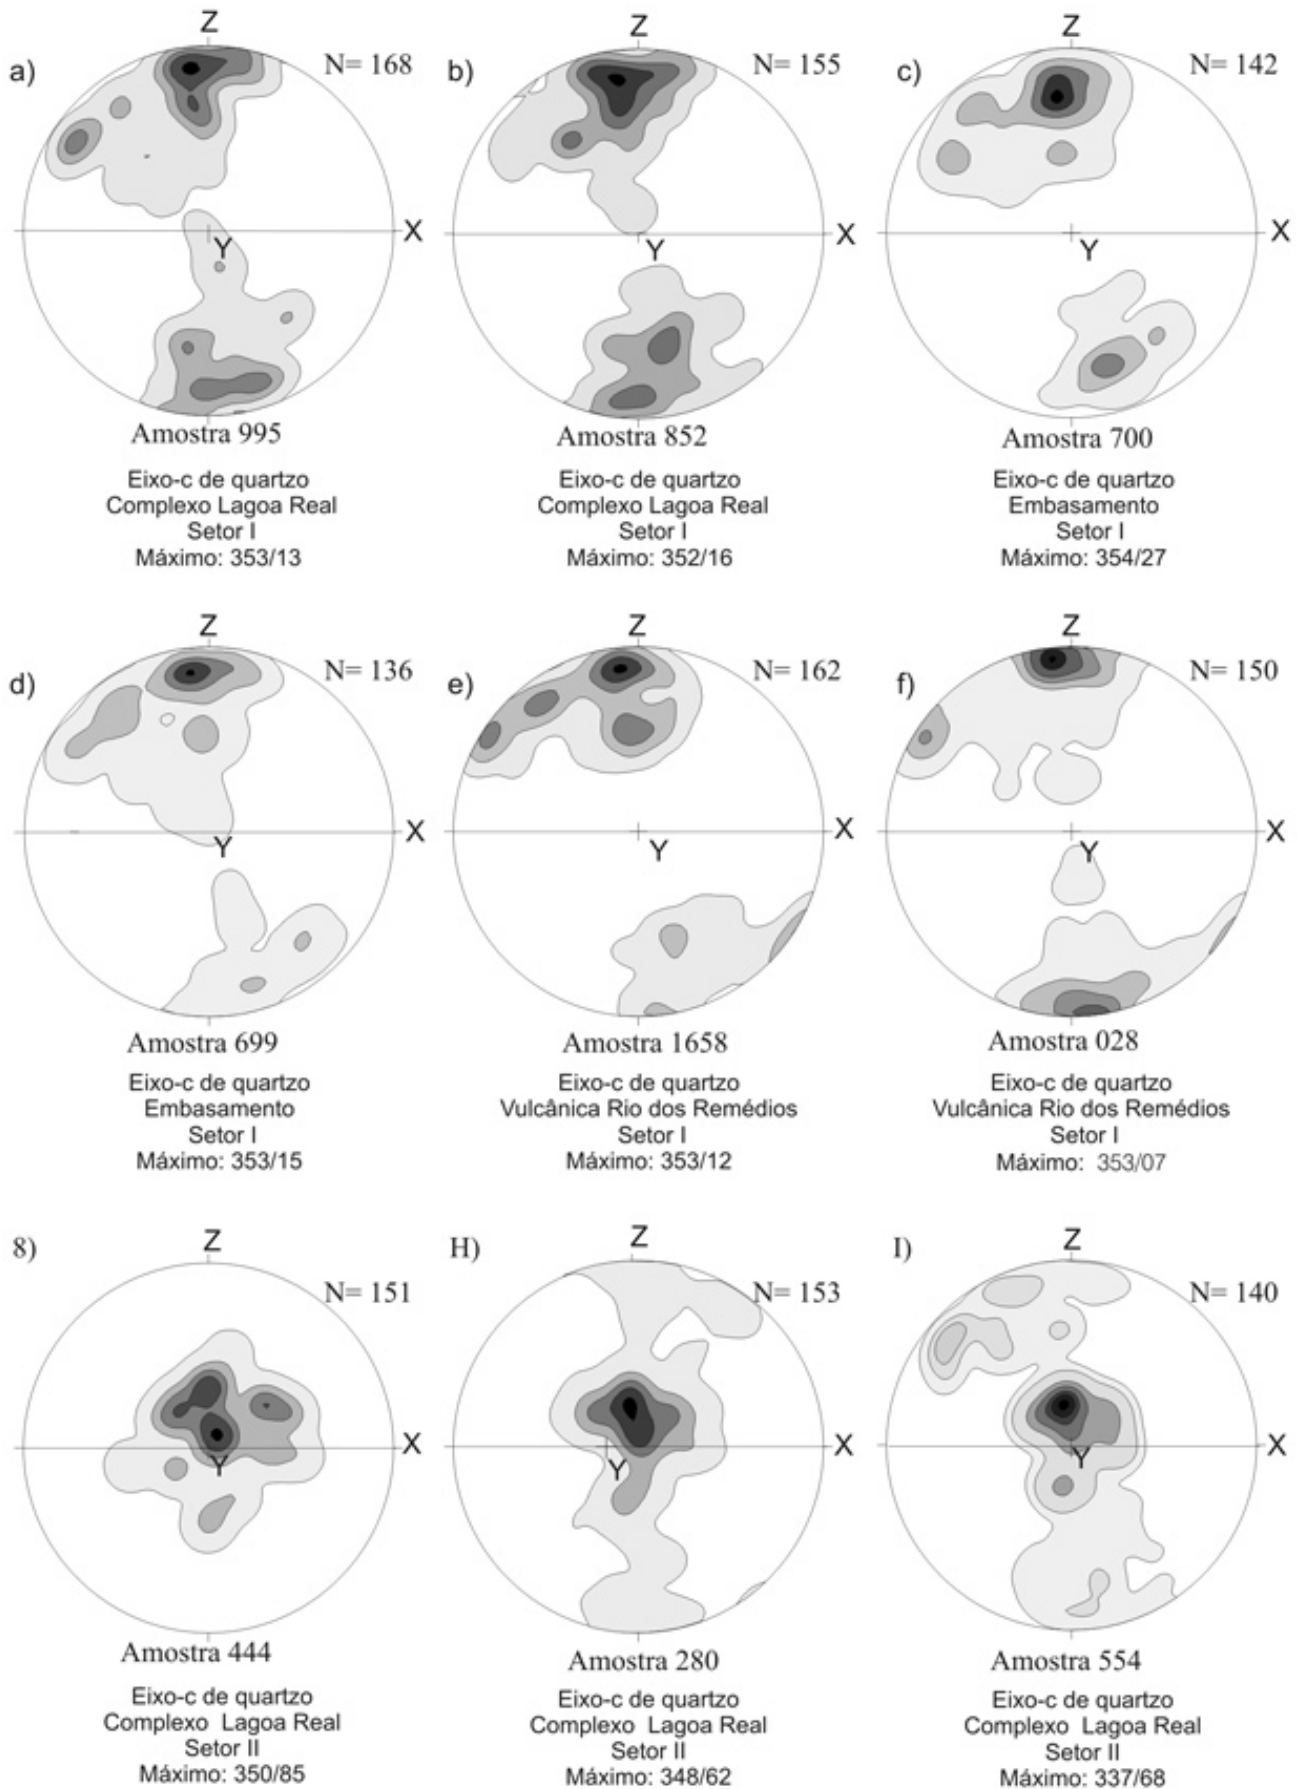 Z
a)
N= 168
X
Y
Amostra 995
Eixo-c de quartzo
Complexo Lagoa Real
Setor I
Máximo: 353/13
Z
b)
N= 155
X
Y
Amostra 852
Eixo-c de quartzo
Complexo Lagoa Real
Setor I
Máximo: 352/16
Z
c)
N= 142
X
Y
Amostra 700
Eixo-c de quartzo
Embasamento
Setor I
Máximo: 354/27
Z
d)
N= 136
X
Y
Amostra 699
Eixo-c de quartzo
Embasamento
Setor I
Máximo: 353/15
Z
e)
N= 162
X
Y
Amostra 1658
Eixo-c de quartzo
Vulcânica Rio dos Remédios
Setor I
Máximo: 353/12
Z
f)
N= 150
X
Y
Amostra 028
Eixo-c de quartzo
Vulcânica Rio dos Remédios
Setor I
Máximo: 353/07
Z
8)
N= 151
X
Y
Amostra 444
Eixo-c de quartzo
Complexo Lagoa Real
Setor II
Máximo: 350/85
Z
H)
N= 153
X
Y
Amostra 280
Eixo-c de quartzo
Complexo Lagoa Real
Setor II
Máximo: 348/62
Z
I)
N= 140
X
Y
Amostra 554
Eixo-c de quartzo
Complexo Lagoa Real
Setor II
Máximo: 337/68